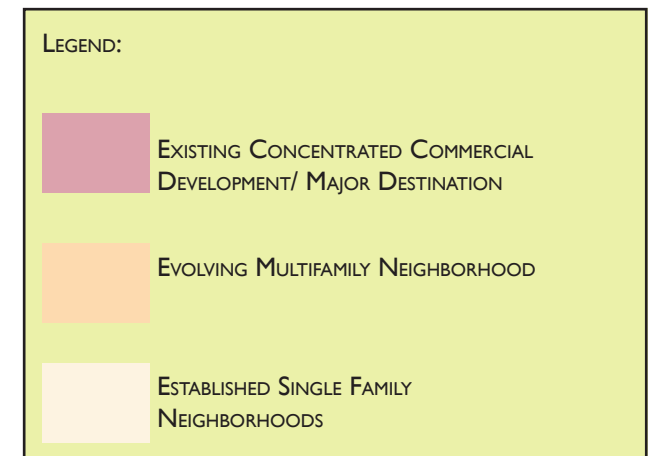 Legend:
Existing Concentrated Commercial
Development/ Major Destination
Evolving Multifamily Neighborhood
Established Single Family
Neighborhoods